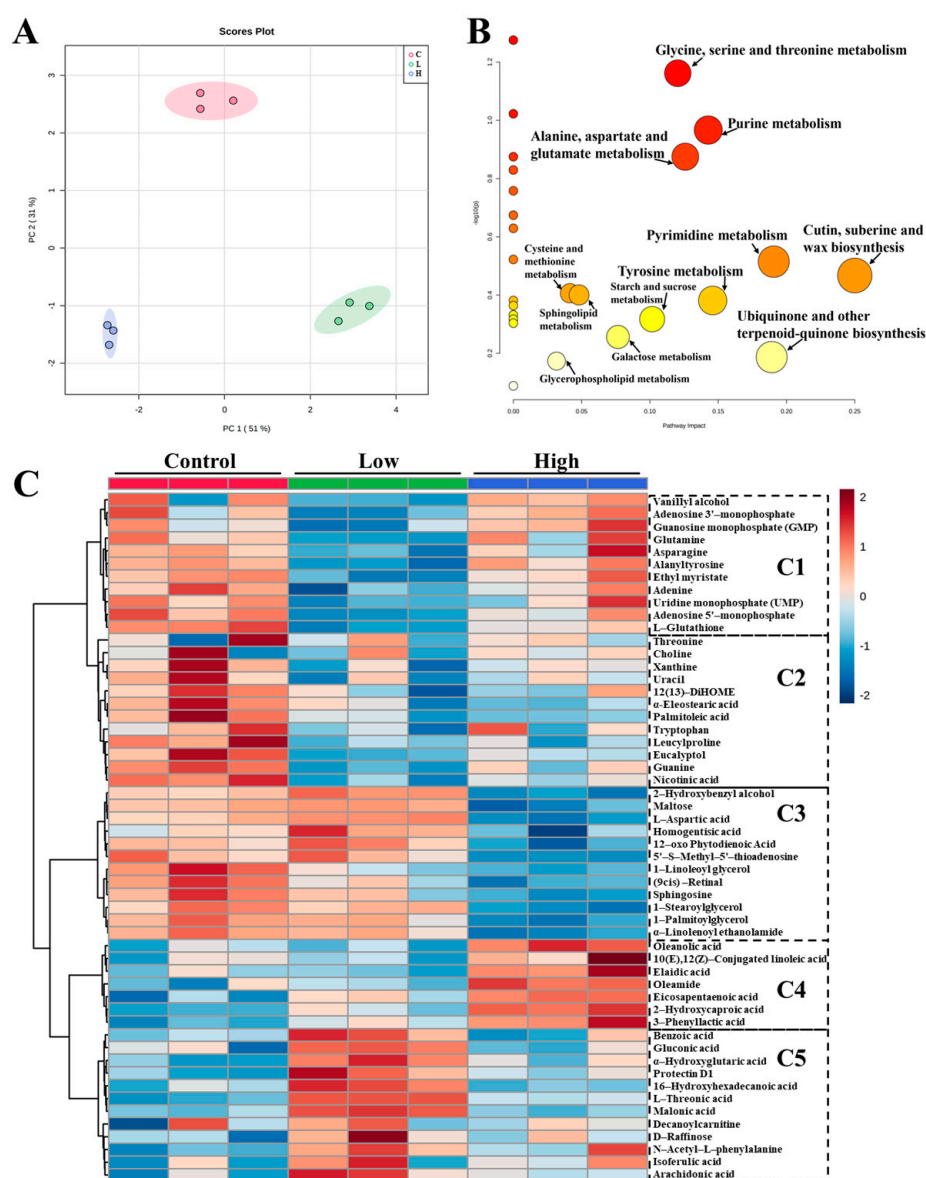 A
Scores Plot
C
L
H
3
2
1
0
-1
-2
PC 2 ( 31 %)
-2
0
2
4
PC 1 ( 51 %)
B
Glycine, serine and threonine metabolism
Purine metabolism
Alanine, aspartate and
glutamate metabolism
Pyrimidine metabolism
Cutin, suberine and
wax biosynthesis
Cysteine and
methionine
metabolism
Tyrosine metabolism
Starch and sucrose
metabolism
Sphingolipid
metabolism
Ubiquinone and other
terpenoid-quinone biosynthesis
Galactose metabolism
Glycerophospholipid metabolism
1.2
1.0
0.8
0.6
0.4
0.2
-log10(p)
0.00
0.05
0.10
0.15
0.20
0.25
Pathway Impact
C
Control
Low
High
Vanillyl alcohol
Adenosine 3'–monophosphate
Guanosine monophosphate (GMP)
Glutamine
Asparagine
Alanyltyrosine
Ethyl myristate
Adenine
Uridine monophosphate (UMP)
Adenosine 5'–monophosphate
L–Glutathione
C1
Threonine
Choline
Xanthine
Uracil
12(13)–DiHOME
α-Eleostearic acid
Palmitoleic acid
Tryptophan
Leucylproline
Eucalyptol
Guanine
Nicotinic acid
C2
2–Hydroxybenzyl alcohol
Maltose
L–Aspartic acid
Homogentisic acid
12–oxo Phytodienoic Acid
5'–S–Methyl–5'–thioadenosine
1–Linoleoyl glycerol
(9cis) –Retinal
Sphingosine
1–Stearoylglycerol
1–Palmitoylglycerol
α–Linolenoyl ethanolamide
C3
Oleanolic acid
10(E),12(Z)–Conjugated linoleic acid
Elaidic acid
Oleamide
Eicosapentaenoic acid
2–Hydroxycaproic acid
3–Phenyllactic acid
C4
Benzoic acid
Gluconic acid
α–Hydroxyglutaric acid
Protectin D1
16–Hydroxyhexadecanoic acid
L–Threonic acid
Malonic acid
Decanoylcarnitine
D–Raffinose
N–Acetyl–L–phenylalanine
Isoferulic acid
Arachidonic acid
C5
2
1
0
-1
-2